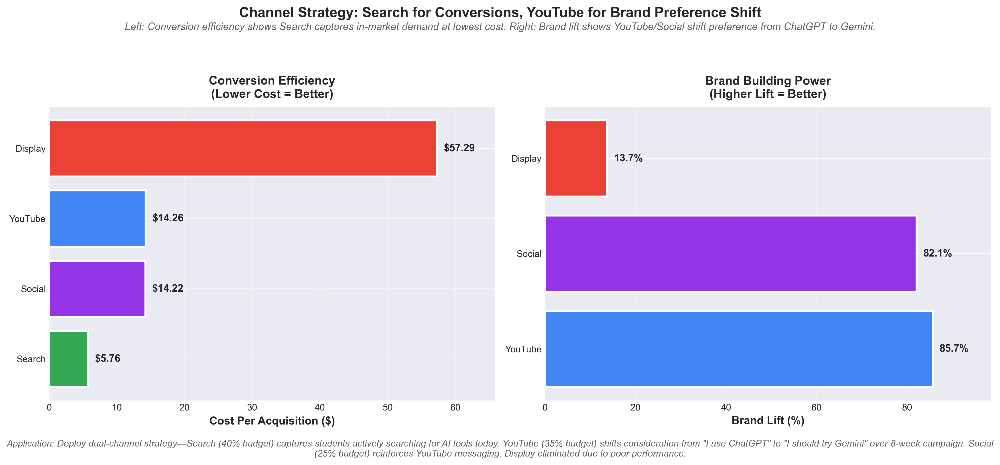 Channel Strategy: Search for Conversions, YouTube for Brand Preference Shift
Left: Conversion efficiency shows Search captures in-market demand at lowest cost. Right: Brand lift shows YouTube/Social shift preference from ChatGPT to Gemini.
Conversion Efficiency
(Lower Cost = Better)
Display
$57.29
YouTube
$14.26
Social
$14.22
Search
$5.76
0 10 20 30 40 50 60
Cost Per Acquisition ($)
Brand Building Power
(Higher Lift = Better)
Display
13.7%
Social
82.1%
YouTube
85.7%
0 20 40 60 80
Brand Lift (%)
Application: Deploy dual-channel strategy—Search (40% budget) captures students actively searching for AI tools today. YouTube (35% budget) shifts consideration from "I use ChatGPT" to "I should try Gemini" over 8-week campaign. Social
(25% budget) reinforces YouTube messaging. Display eliminated due to poor performance.